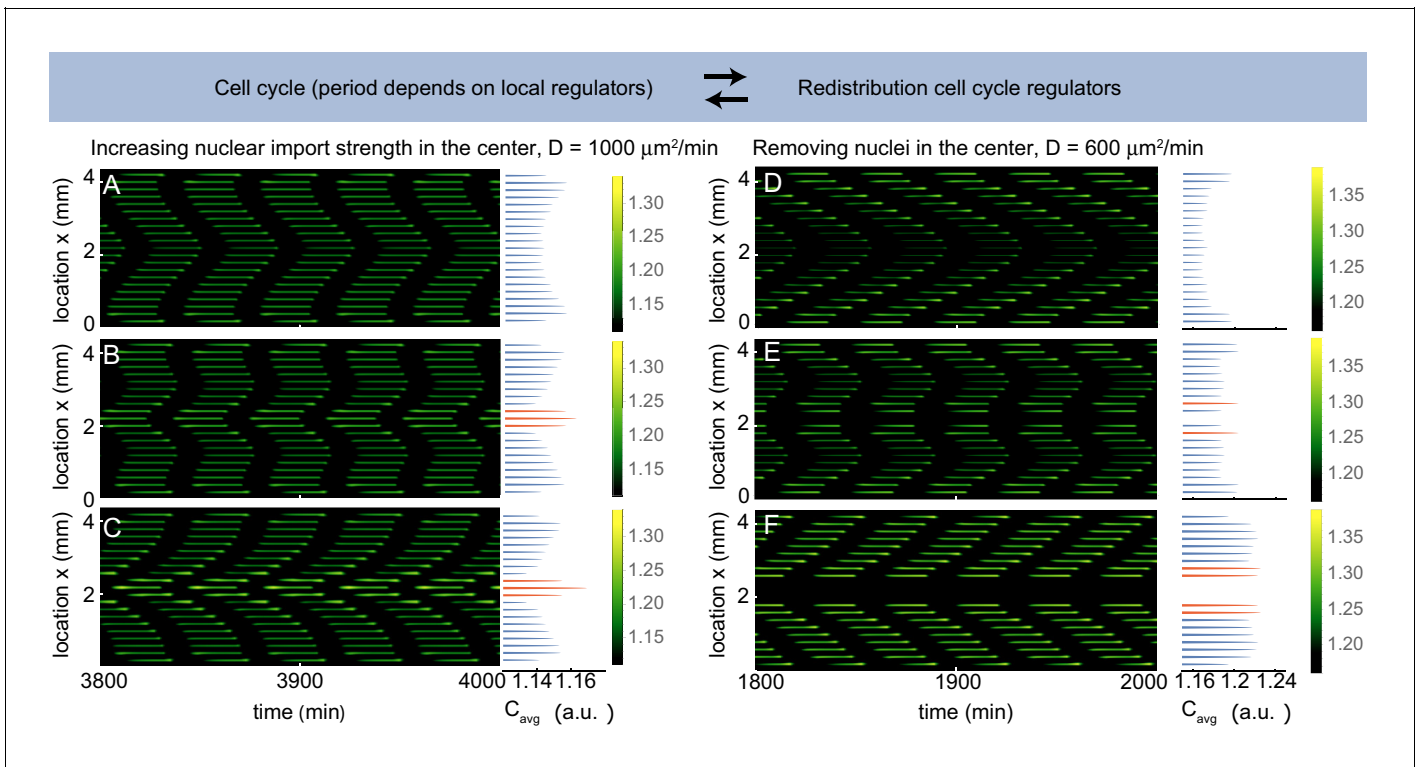 Cell cycle (period depends on local regulators)
Redistribution cell cycle regulators
Increasing nuclear import strength in the center, D = 1000 μm²/min
Removing nuclei in the center, D = 600 μm²/min
A
location x (mm)
4
2
0
1.30
1.25
1.20
1.15
B
location x (mm)
4
2
0
1.30
1.25
1.20
1.15
C
location x (mm)
4
2
1.30
1.25
1.20
1.15
3800
3900
4000
time (min)
1.14
1.16
Cavg (a.u. )
D
location x (mm)
4
2
0
1.35
1.30
1.25
1.20
E
location x (mm)
4
2
0
1.35
1.30
1.25
1.20
F
location x (mm)
4
2
1.35
1.30
1.25
1.20
1800
1900
2000
time (min)
1.16
1.2
1.24
Cavg (a.u. )